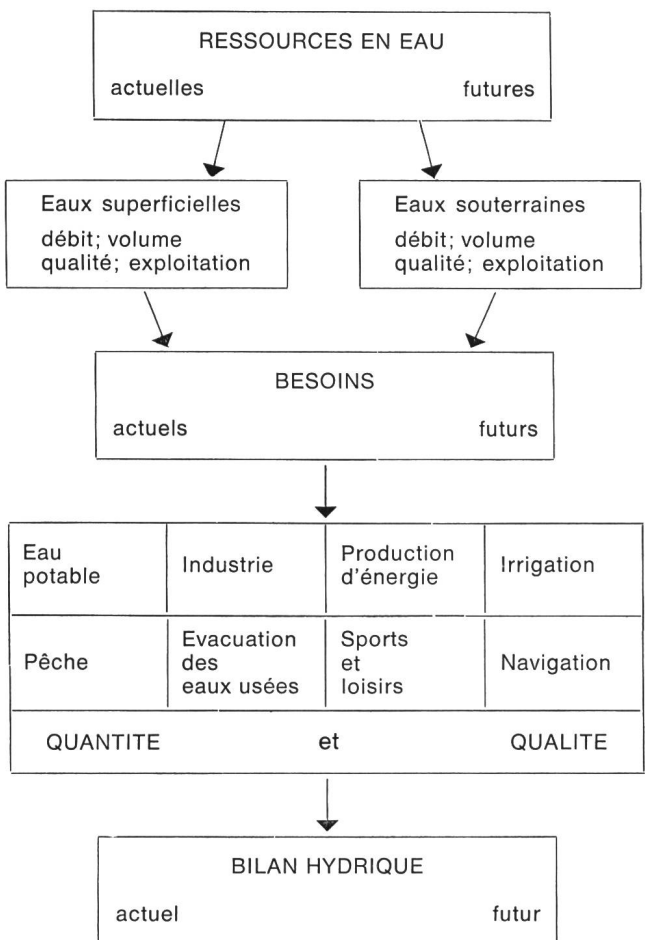 RESSOURCES EN EAU
actuelles futures
Eaux superficielles
débit; volume
qualité; exploitation
Eaux souterraines
débit; volume
qualité; exploitation
BESOINS
actuels futurs
Eau
potable
Industrie
Production
d'énergie
Irrigation
Pêche
Evacuation
des
eaux usées
Sports
et
loisirs
Navigation
QUANTITE et QUALITE
BILAN HYDRIQUE
actuel futur